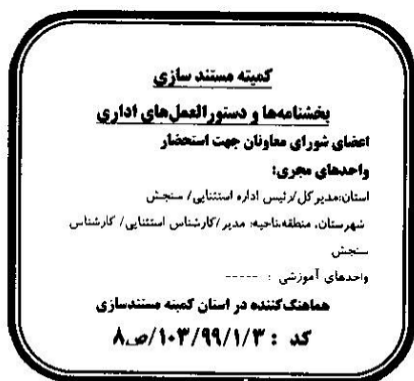 کمیته مستند سازی
بخشنامه‌ها و دستورالعمل‌های اداری
اعضای شورای معاونان جهت استحضار
واحدهای مجری:
استان:مدیرکل/رئیس اداره استثنایی/ سنجش
شهرستان، منطقه،ناحیه: مدیر/کارشناس استثنایی/ کارشناس
سنجش
واحدهای آموزشی : -----
هماهنگ‌کننده در استان کمیته مستندسازی
کد : ۱۰۳/۹۹/۱/۳/ص۸